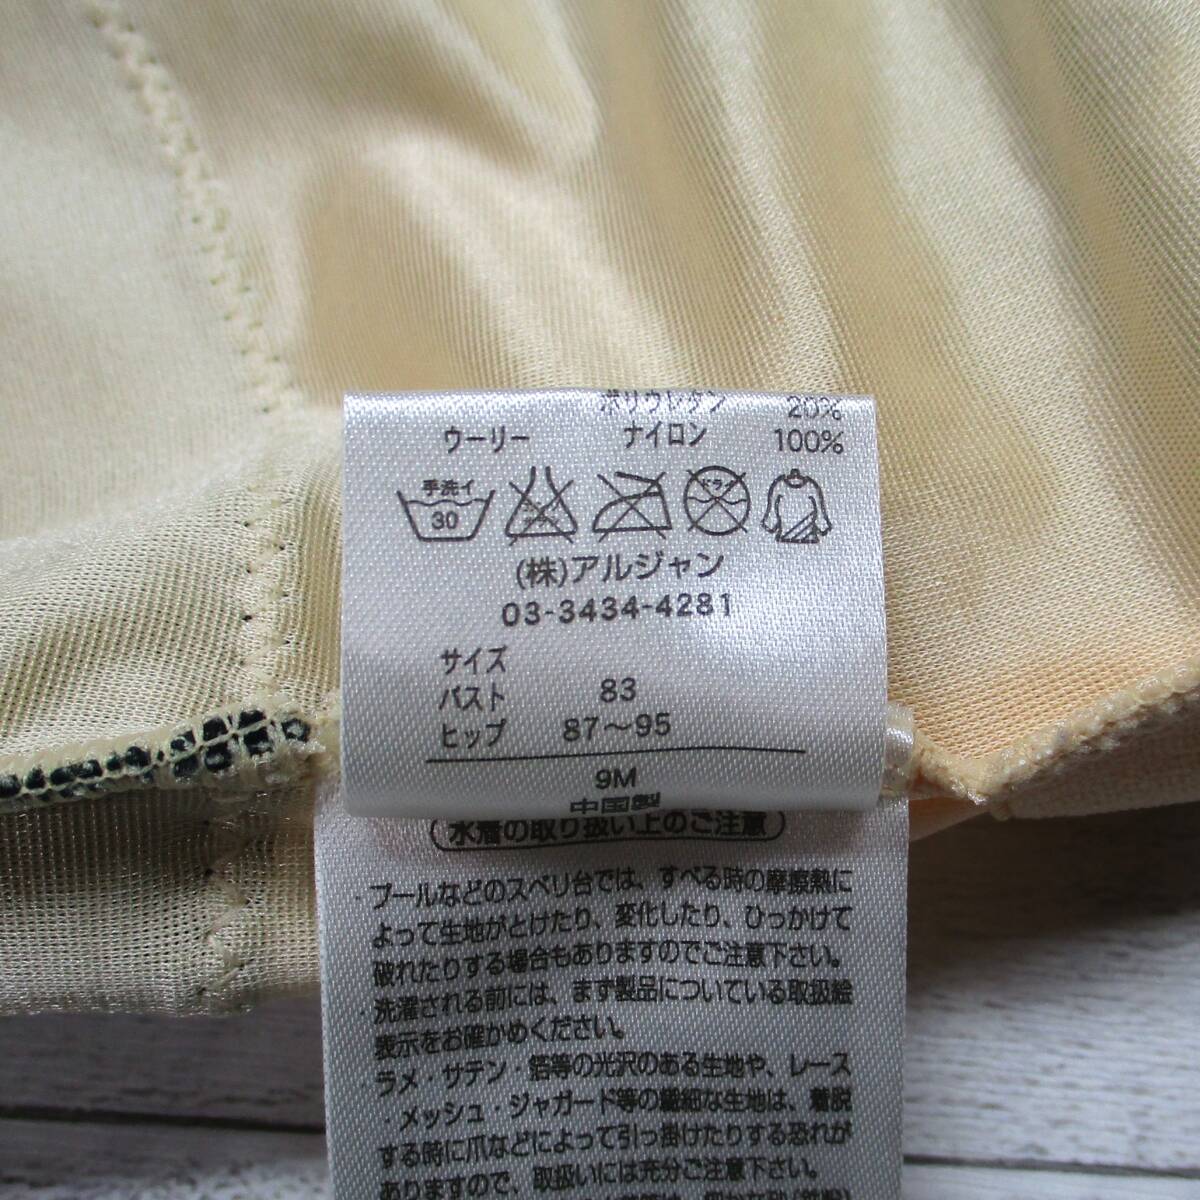 ポリウレタン 20%
ウーリー ナイロン 100%
手洗イ 30 ドライ
(株)アルジャン
03-3434-4281
サイズ
バスト 83
ヒップ 87～95
9M
中国製
水着の取り扱い上のご注意
・プールなどのスベリ台では、すべる時の摩擦熱に
よって生地がとけたり、変化したり、ひっかけて
破れたりする場合もありますのでご注意下さい。
・洗濯される前には、まず製品についている取扱絵
表示をお確かめください。
・ラメ・サテン・箔等の光沢のある生地や、レース
・メッシュ・ジャガード等の繊細な生地は、着脱
する時に爪などによって引っ掛けたりする恐れが
ありますので、取扱いには充分ご注意下さい。